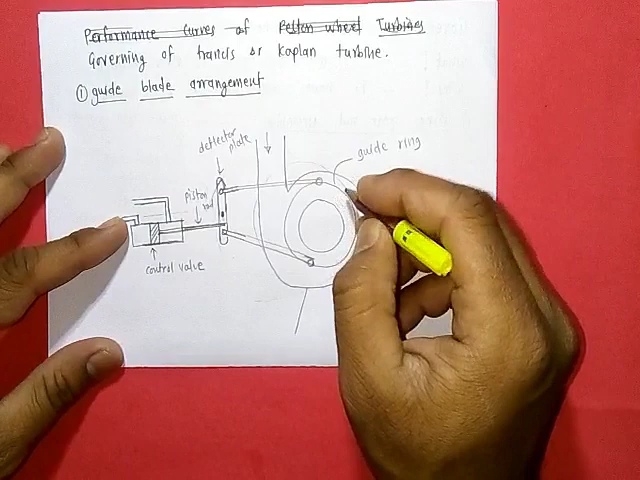 Performance Curves of Pelton wheel Turbines
Governing of francis or Kaplan turbine.
① guide blade arrangement
deflector plate
guide ring
piston rod
control valve